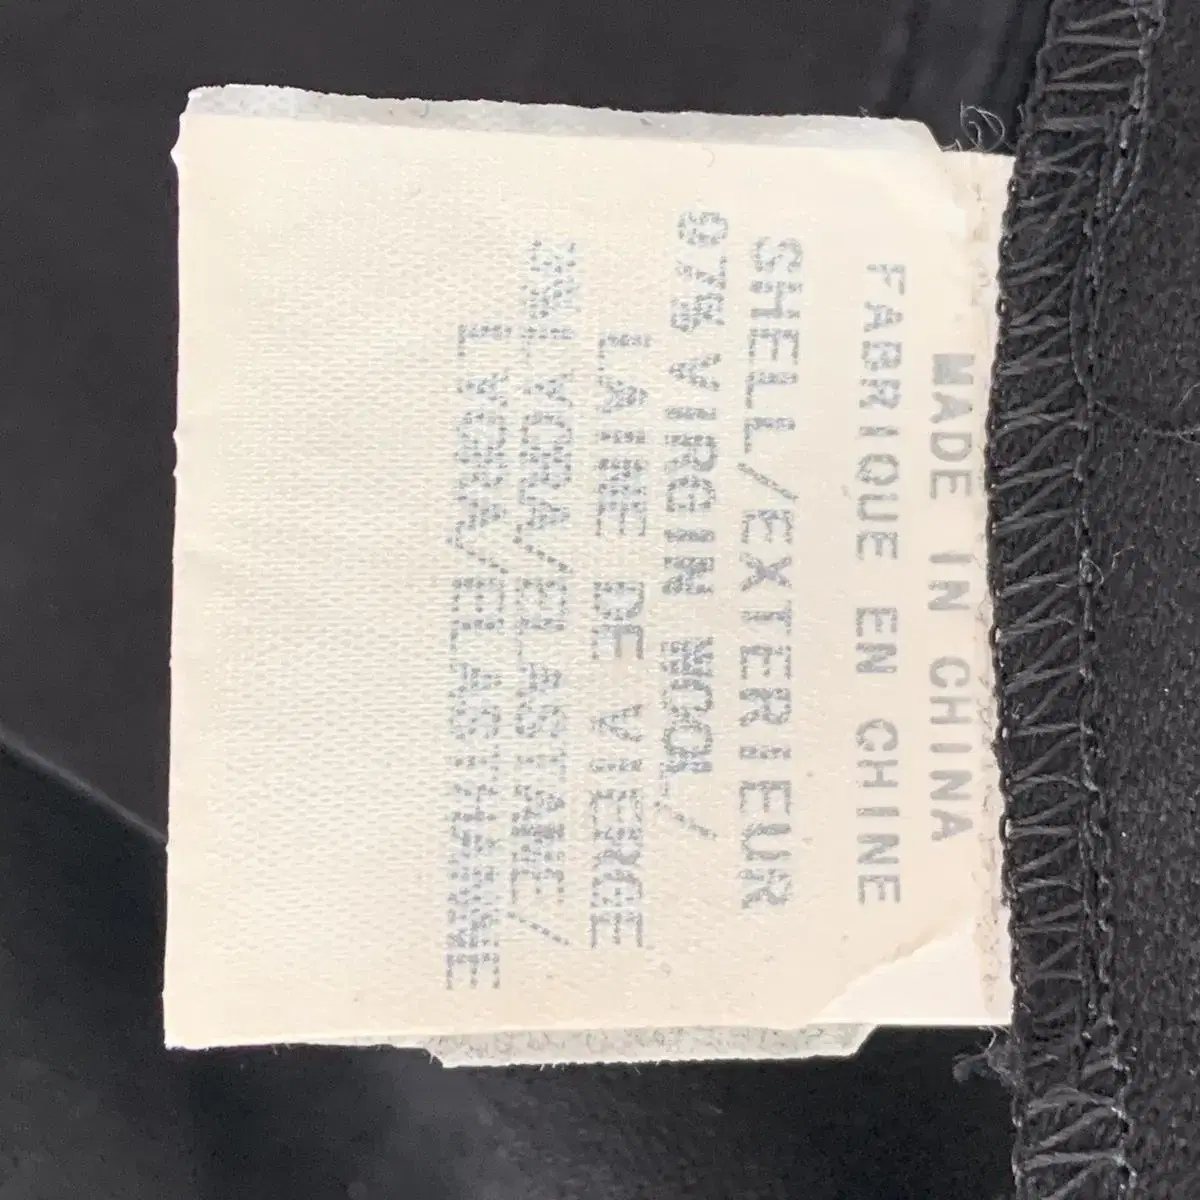 MADE IN CHINA
FABRIQUE EN CHINE
SHELL/EXTERIEUR
97% VIRGIN WOOL/
LAINE DE VIERGE
3% LYCRA/ELASTANE/
LYCRA/ELASTHANNE